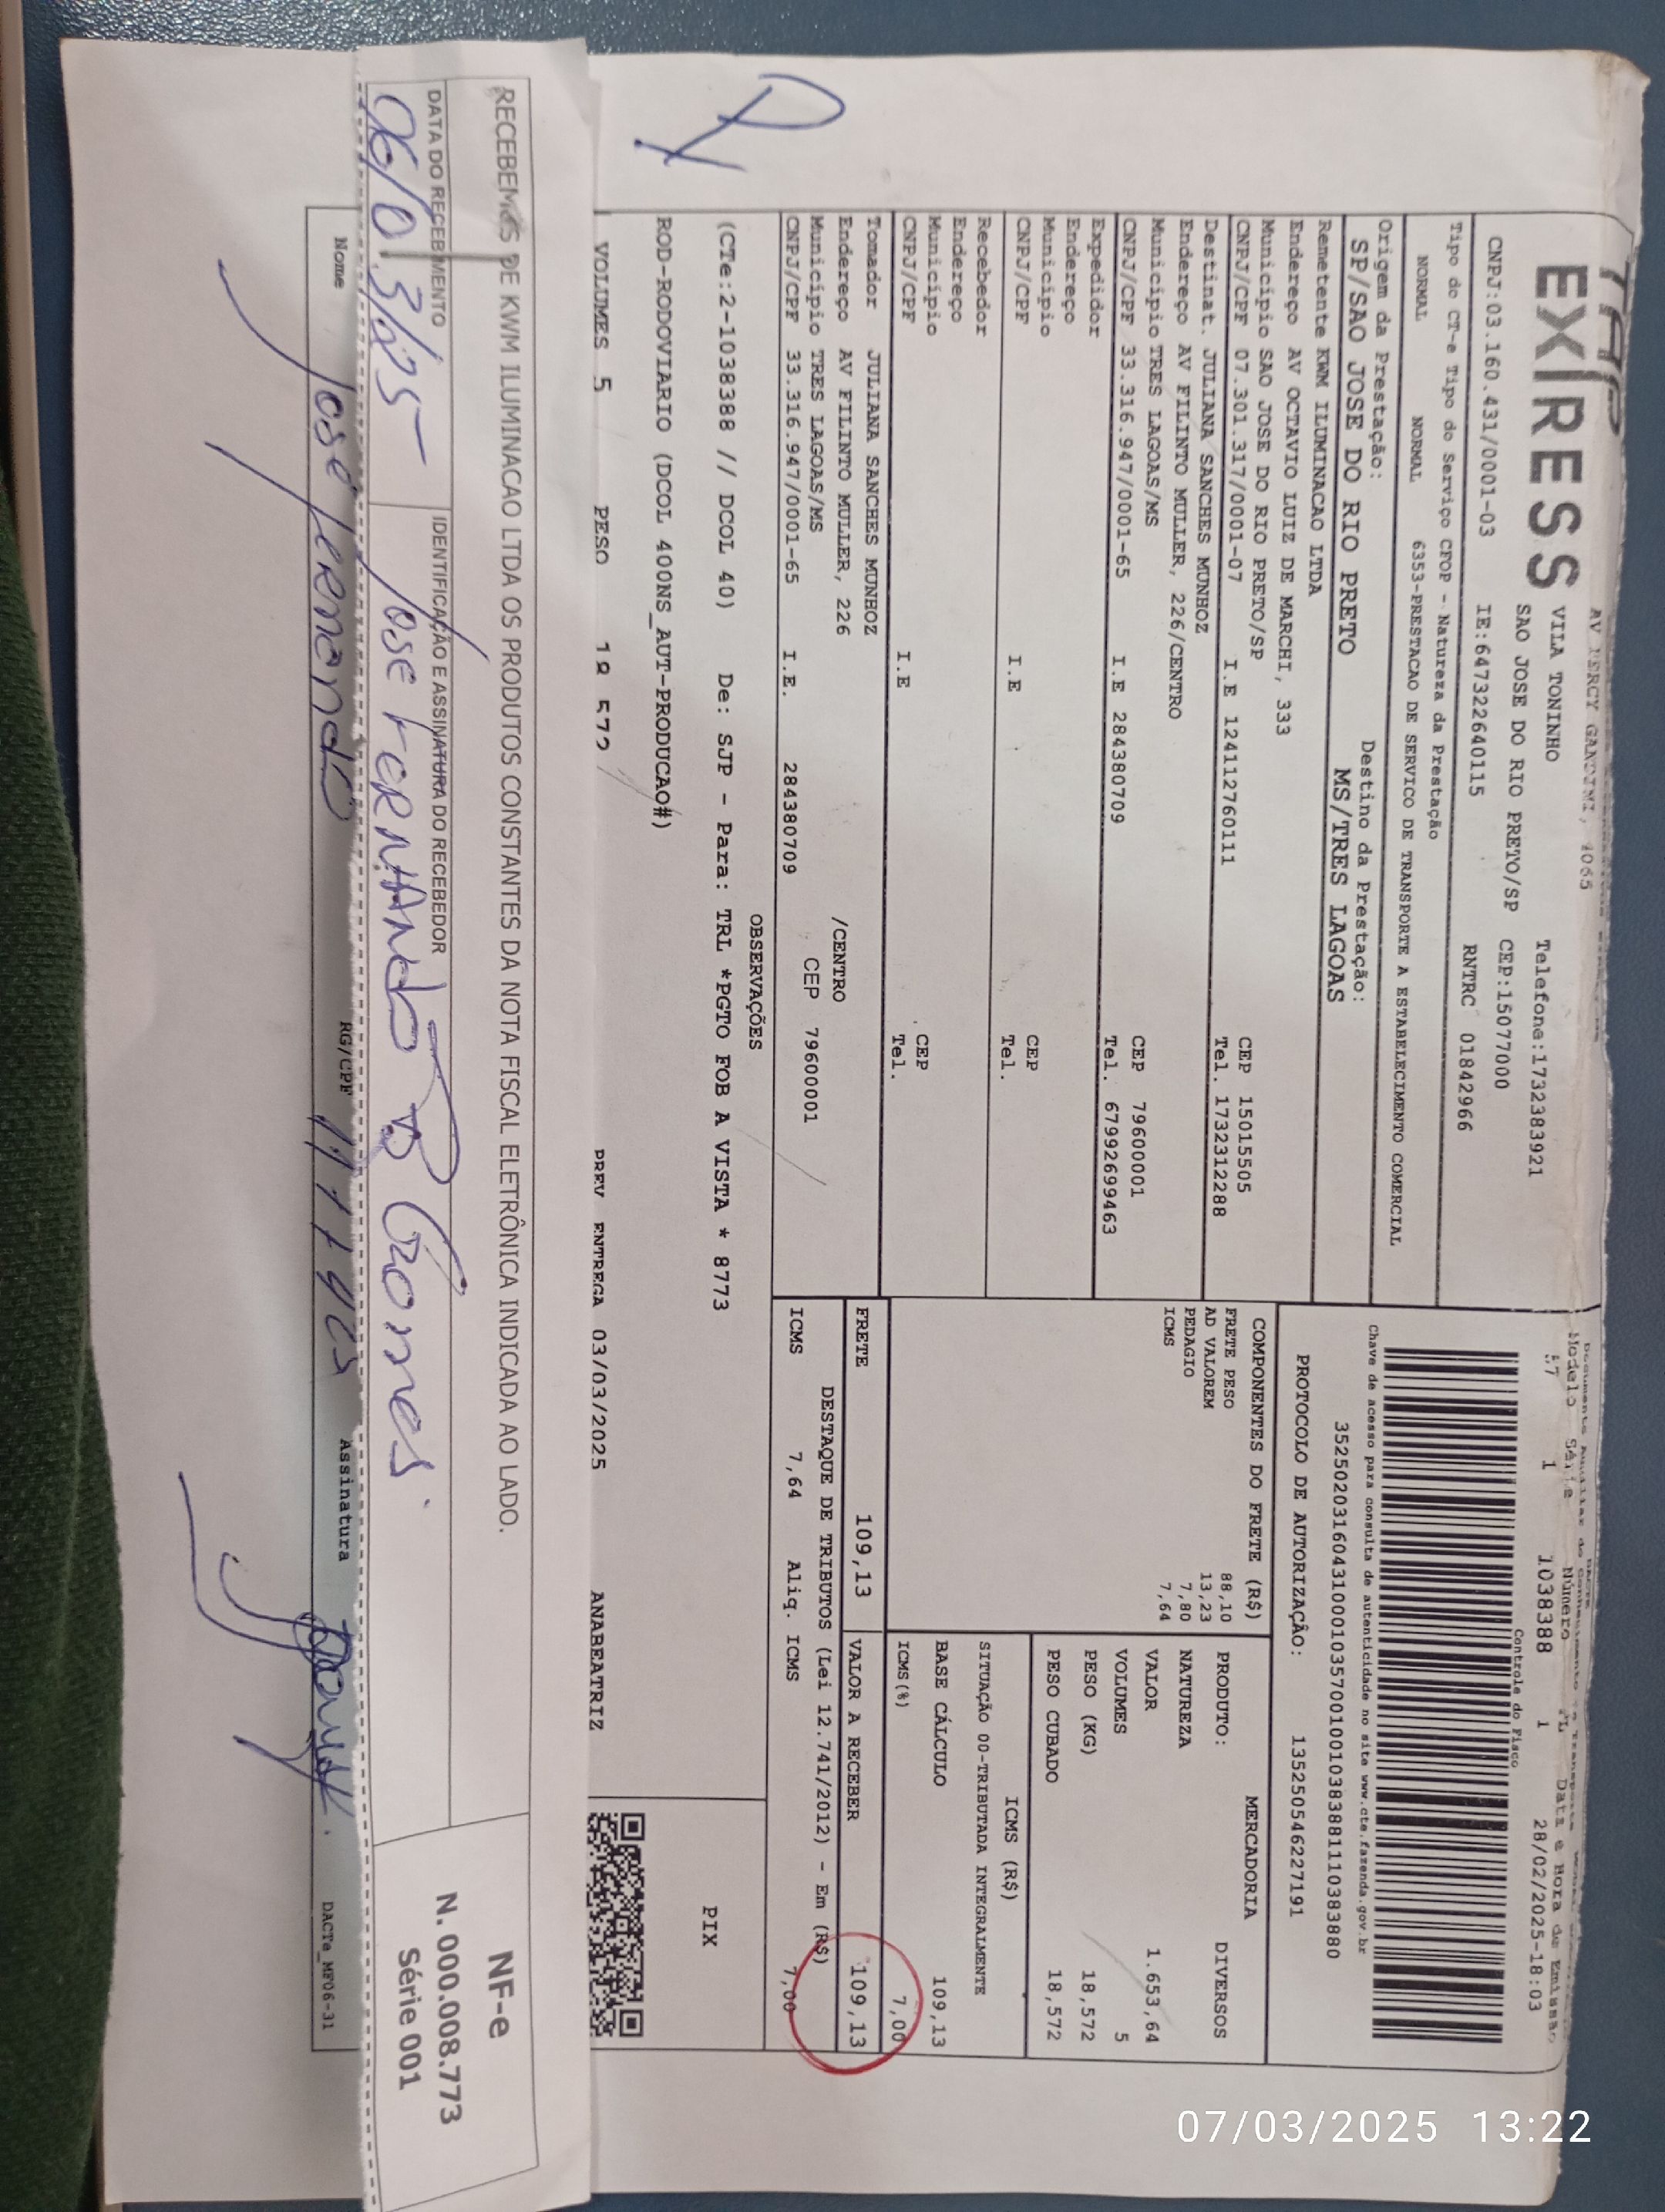 EXPRESS
AV PERCY GANDINI, 1065
VILA TONINHO
Telefone:1732383921
SAO JOSE DO RIO PRETO/SP CEP:15077000
CNPJ:03.160.431/0001-03 IE:647322640115 RNTRC 01842966
Tipo do CT-e Tipo do Serviço CFOP - Natureza da Prestação
NORMAL NORMAL 6353-PRESTACAO DE SERVICO DE TRANSPORTE A ESTABELECIMENTO COMERCIAL
Origem da Prestação: Destino da Prestação:
SP/SAO JOSE DO RIO PRETO MS/TRES LAGOAS
Modelo Série Número FL Data e Hora de Emissão
57 1 1038388 1 28/02/2025-18:03
Controle do Fisco
Chave de acesso para consulta de autenticidade no site www.cte.fazenda.gov.br
35250203160431000103570010010383881110383880
PROTOCOLO DE AUTORIZAÇÃO: 135250546227191
Remetente KWM ILUMINACAO LTDA
Endereço AV OCTAVIO LUIZ DE MARCHI, 333
Município SAO JOSE DO RIO PRETO/SP CEP 15015505
CNPJ/CPF 07.301.317/0001-07 I.E 124112760111 Tel. 1732312288
Destinat. JULIANA SANCHES MUNHOZ
Endereço AV FILINTO MULLER, 226/CENTRO
Município TRES LAGOAS/MS CEP 79600001
CNPJ/CPF 33.316.947/0001-65 I.E 284380709 Tel. 67992699463
Expedidor
Endereço
Município CEP
CNPJ/CPF I.E Tel.
Recebedor
Endereço
Município CEP
CNPJ/CPF I.E Tel.
Tomador JULIANA SANCHES MUNHOZ
Endereço AV FILINTO MULLER, 226 /CENTRO
Município TRES LAGOAS/MS CEP 79600001
CNPJ/CPF 33.316.947/0001-65 I.E. 284380709
COMPONENTES DO FRETE (R$)
FRETE PESO 88,10
AD VALOREM 13,23
PEDAGIO 7,80
ICMS 7,64
MERCADORIA
PRODUTO: DIVERSOS
NATUREZA
VALOR 1.653,64
VOLUMES 5
PESO (KG) 18,572
PESO CUBADO 18,572
ICMS (R$)
SITUAÇÃO 00-TRIBUTADA INTEGRALMENTE
BASE CÁLCULO 109,13
ICMS(%) 7,00
FRETE 109,13 VALOR A RECEBER 109,13
DESTAQUE DE TRIBUTOS (Lei 12.741/2012) - Em (R$)
ICMS 7,64 Aliq. ICMS 7,00
OBSERVAÇÕES
(CTe:2-1038388 // DCOL 40) De: SJP - Para: TRL *PGTO FOB A VISTA * 8773
ROD-RODOVIARIO (DCOL 400NS_AUT-PRODUCAO#)
PIX
VOLUMES 5 PESO 18,572 PREV ENTREGA 03/03/2025 ANABEATRIZ
RECEBEMOS DE KWM ILUMINACAO LTDA OS PRODUTOS CONSTANTES DA NOTA FISCAL ELETRÔNICA INDICADA AO LADO.
DATA DO RECEBIMENTO IDENTIFICAÇÃO E ASSINATURA DO RECEBEDOR
06/03/25 Jose Fernando Gomes
NF-e
N. 000.008.773
Série 001
Nome Jose Fernando RG/CPF Assinatura DACTe_MF06-31
07/03/2025 13:22